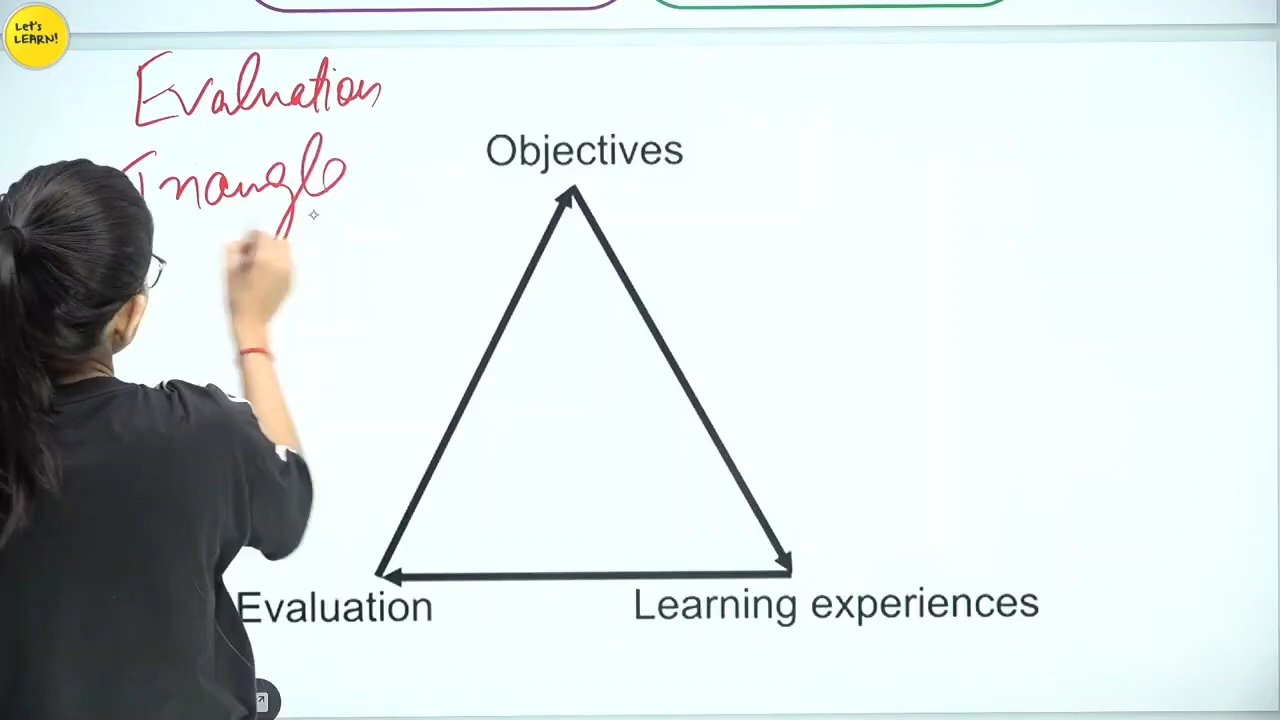 Let's
LEARN!
Evaluation
Triangle
Objectives
Evaluation
Learning experiences